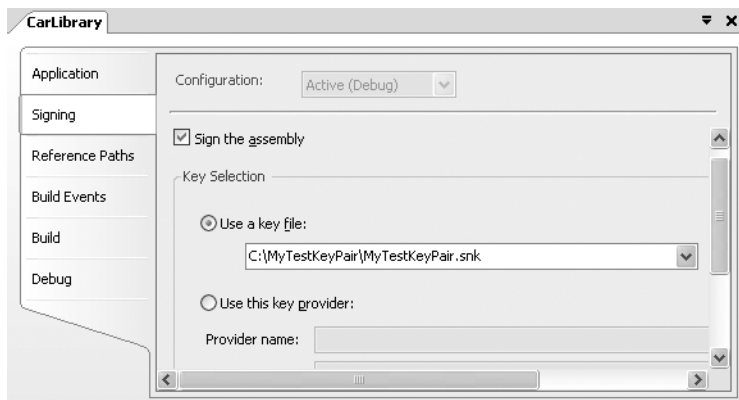 CarLibrary
Application
Signing
Reference Paths
Build Events
Build
Debug
Configuration:
Active (Debug)
Sign the assembly
Key Selection
Use a key file:
C:\MyTestKeyPair\MyTestKeyPair.snk
Use this key provider:
Provider name: